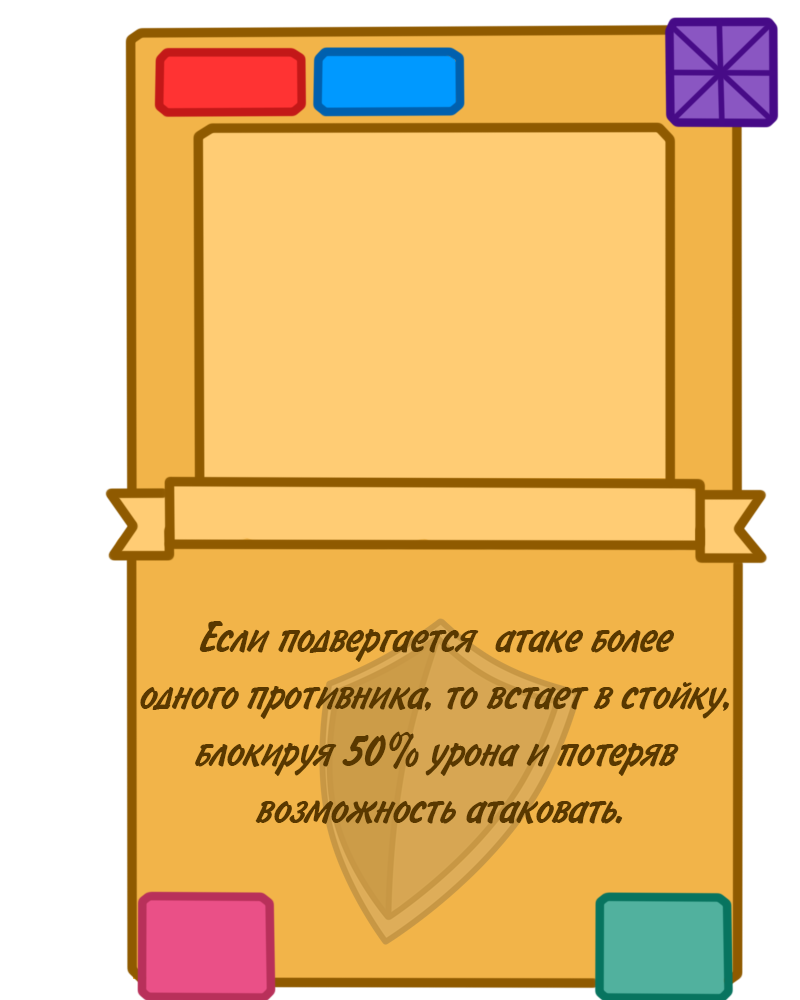 Если подвергается атаке более
одного противника, то встает в стойку,
блокируя 50% урона и потеряв
возможность атаковать.